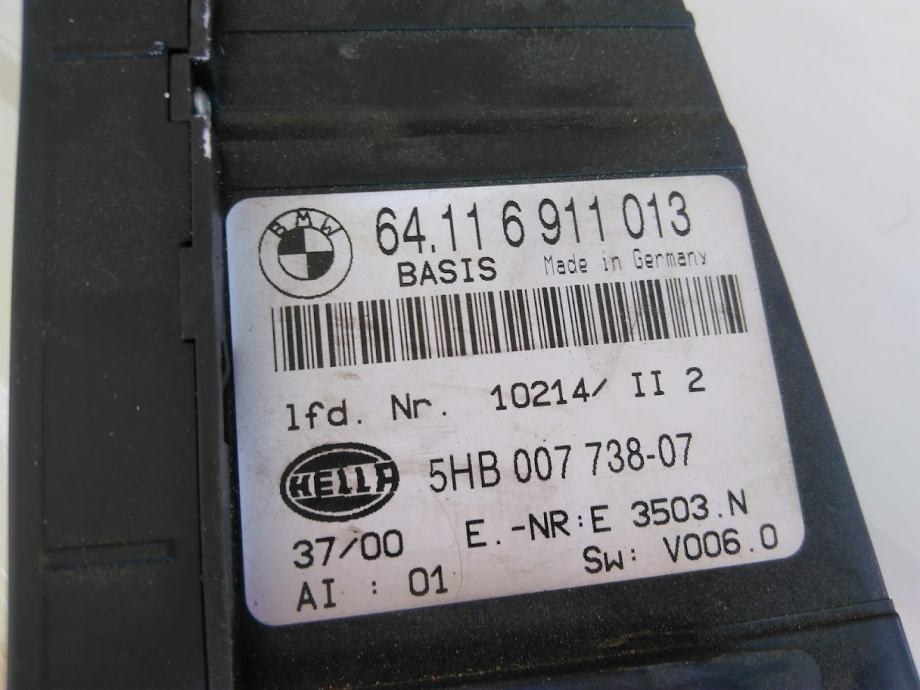 BMW
64.11 6 911 013
BASIS Made in Germany
lfd. Nr. 10214/ II 2
HELLA 5HB 007 738-07
37/00 E.-NR:E 3503.N
AI : 01 Sw: V006.0